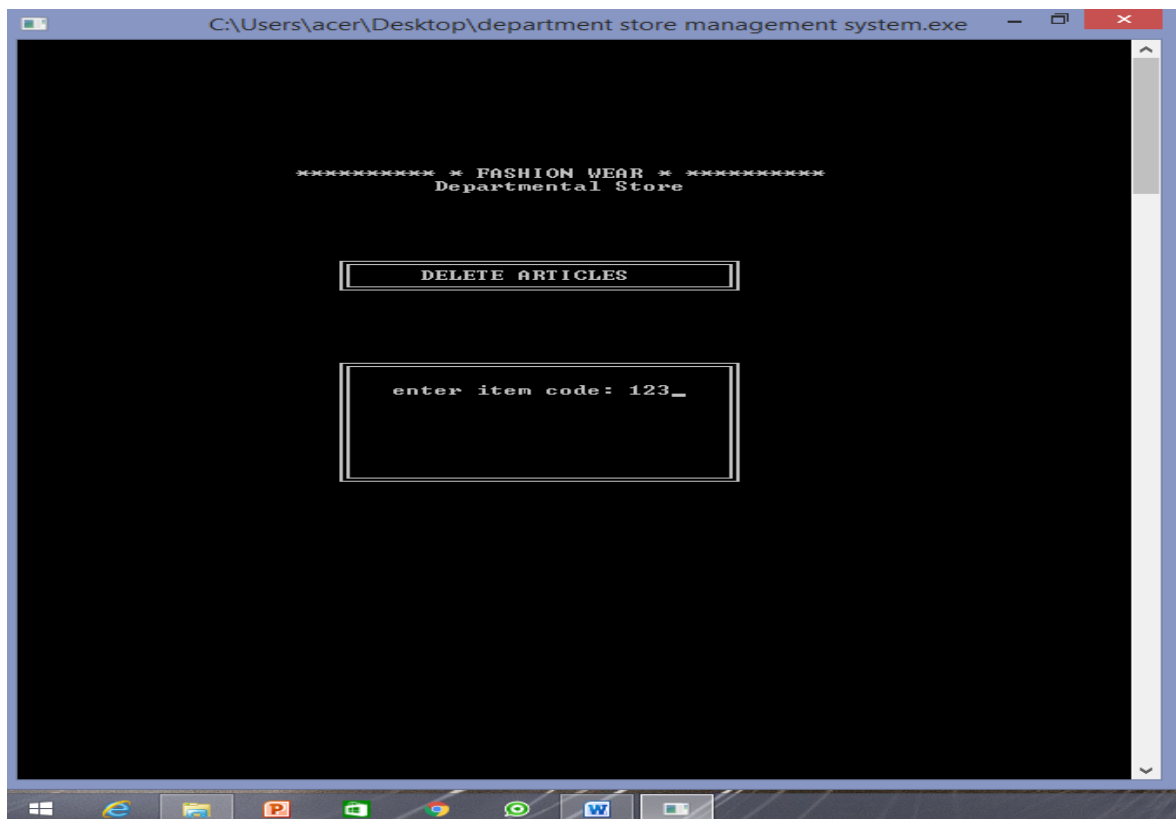 C:\Users\acer\Desktop\department store management system.exe
********** * FASHION WEAR * **********
Departmental Store
DELETE ARTICLES
enter item code: 123_